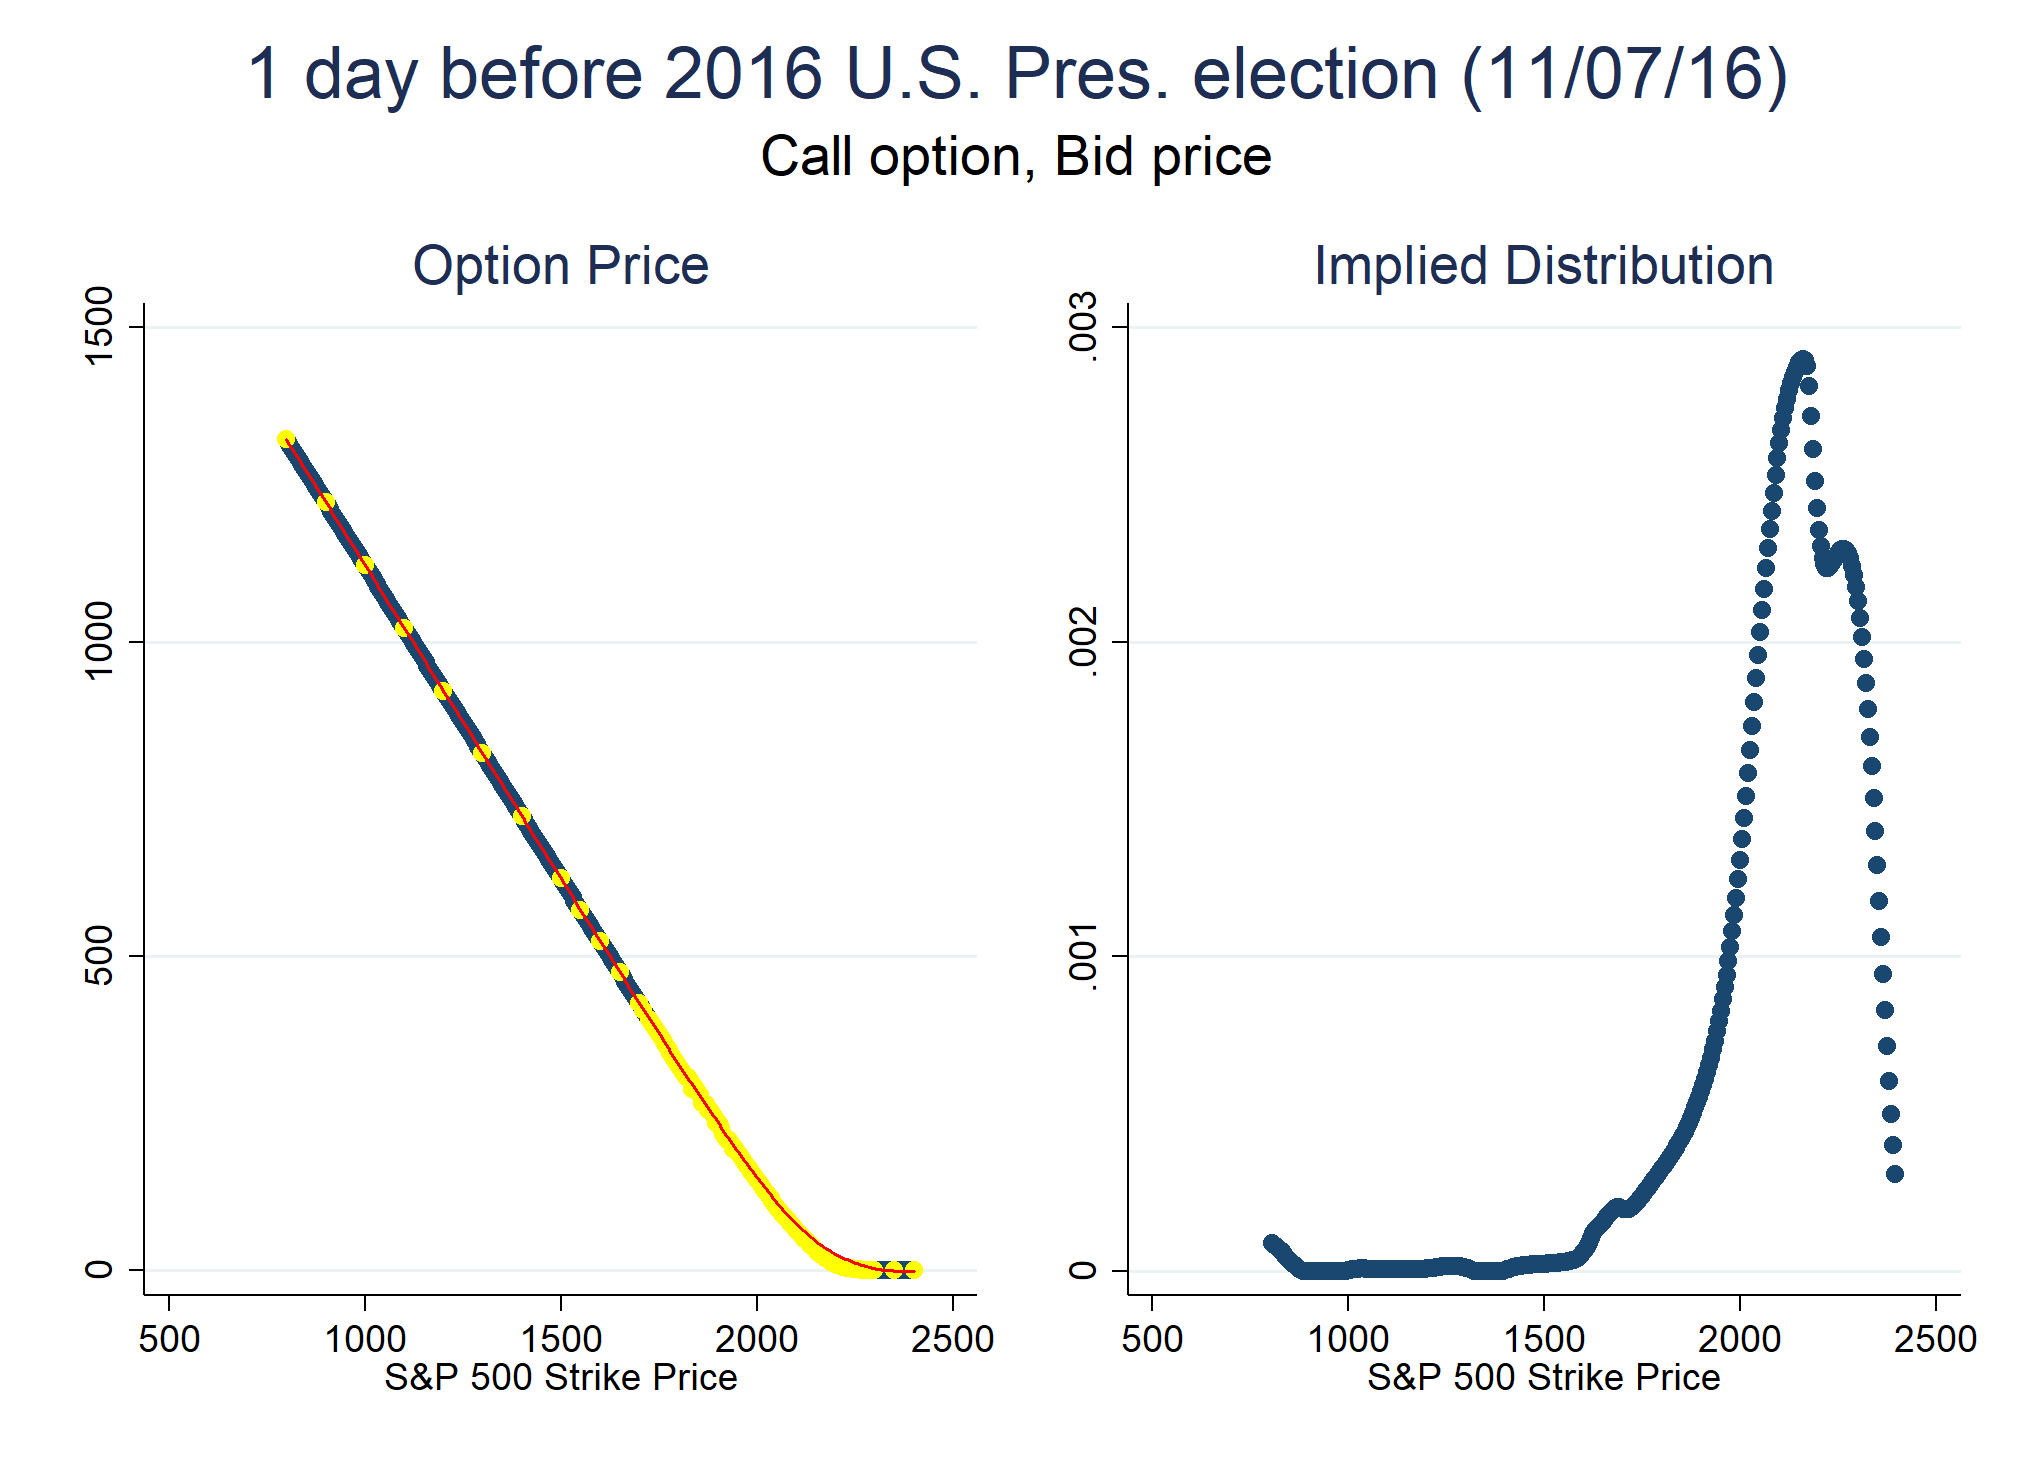 1 day before 2016 U.S. Pres. election (11/07/16)
Call option, Bid price
Option Price
1500
1000
500
0
500 1000 1500 2000 2500
S&P 500 Strike Price
Implied Distribution
.003
.002
.001
0
500 1000 1500 2000 2500
S&P 500 Strike Price